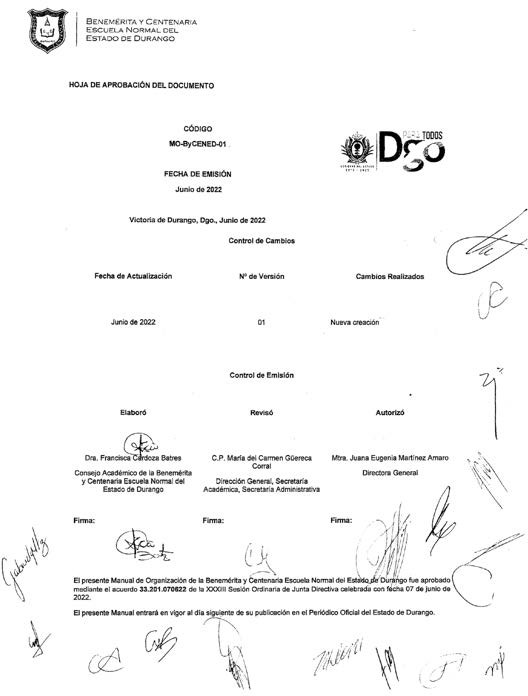 BENEMÉRITA Y CENTENARIA
ESCUELA NORMAL DEL
ESTADO DE DURANGO
HOJA DE APROBACIÓN DEL DOCUMENTO
CÓDIGO
MO-ByCENED-01
PARA TODOS
Dgo
FECHA DE EMISIÓN
Junio de 2022
Victoria de Durango, Dgo., Junio de 2022
Control de Cambios
Fecha de Actualización Nº de Versión Cambios Realizados
Junio de 2022 01 Nueva creación
Control de Emisión
Elaboró Revisó Autorizó
Dra. Francisca Cardoza Batres C.P. María del Carmen Güereca Mtra. Juana Eugenia Martínez Amaro
Corral
Consejo Académico de la Benemérita Dirección General, Secretaría Directora General
y Centenaria Escuela Normal del Académica, Secretaría Administrativa
Estado de Durango
Firma: Firma: Firma:
El presente Manual de Organización de la Benemérita y Centenaria Escuela Normal del Estado de Durango fue aprobado
mediante el acuerdo 33.201.070622 de la XXXIII Sesión Ordinaria de Junta Directiva celebrada con fecha 07 de junio de
2022.
El presente Manual entrará en vigor al día siguiente de su publicación en el Periódico Oficial del Estado de Durango.